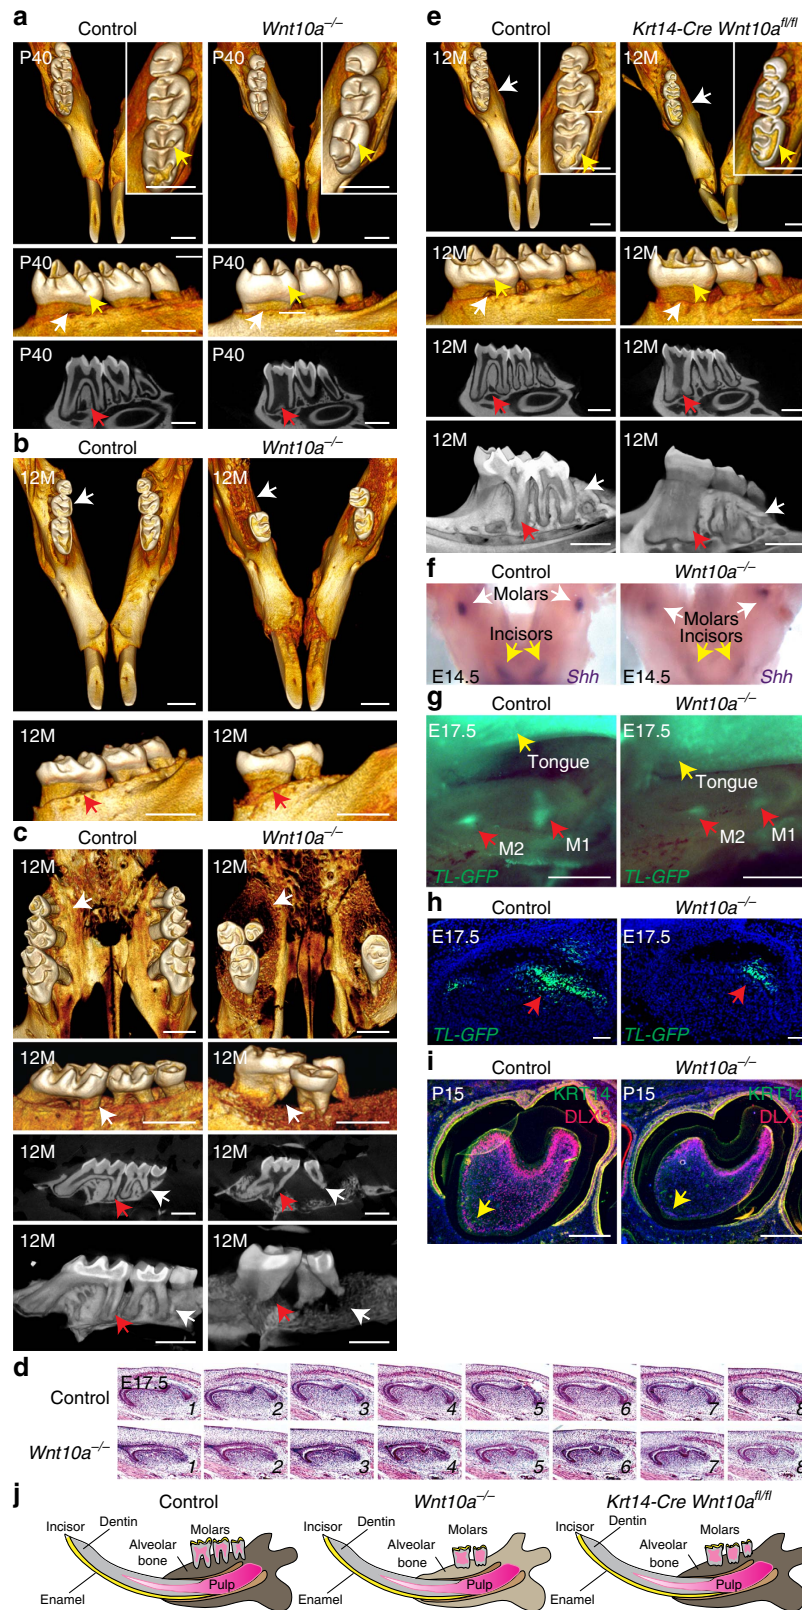 a
Control
Wnt10a–/–
P40
P40
P40
P40
P40
P40
b
Control
Wnt10a–/–
12M
12M
12M
c
Control
Wnt10a–/–
12M
12M
12M
12M
12M
12M
12M
12M
d
Control
E17.5
1 2 3 4 5 6 7 8
Wnt10a–/–
1 2 3 4 5 6 7 8
e
Control
Krt14-Cre Wnt10afl/fl
12M
12M
12M
12M
12M
12M
12M
12M
f
Control
Wnt10a–/–
Molars
Incisors
E14.5
Shh
Molars
Incisors
E14.5
Shh
g
Control
Wnt10a–/–
E17.5
Tongue
M2
M1
TL-GFP
E17.5
Tongue
M2
M1
TL-GFP
h
Control
Wnt10a–/–
E17.5
TL-GFP
E17.5
TL-GFP
i
Control
Wnt10a–/–
P15
KRT14
P15
KRT14
j
Control
Wnt10a–/–
Krt14-Cre Wnt10afl/fl
Incisor
Dentin
Molars
Alveolar
bone
Pulp
Enamel
Incisor
Dentin
Molars
Alveolar
bone
Pulp
Enamel
Incisor
Dentin
Molars
Alveolar
bone
Pulp
Enamel